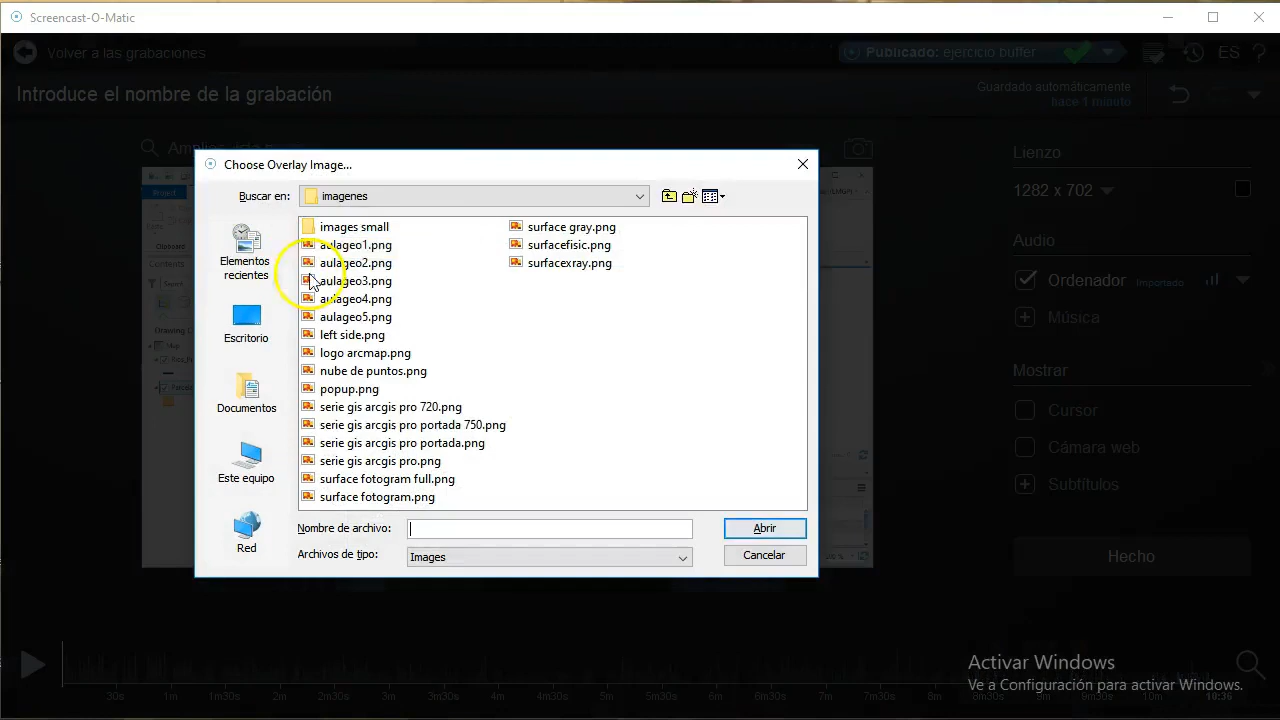 Screencast-O-Matic
Volver a las grabaciones
Publicado: ejercicio buffer
ES ?
Introduce el nombre de la grabación
Guardado automáticamente
hace 1 minuto
Choose Overlay Image...
Lienzo
1282 x 702
Buscar en:
imagenes
Elementos
recientes
Escritorio
Documentos
Este equipo
Red
images small
aulageo1.png
aulageo2.png
aulageo3.png
aulageo4.png
aulageo5.png
left side.png
logo arcmap.png
nube de puntos.png
popup.png
serie gis arcgis pro 720.png
serie gis arcgis pro portada 750.png
serie gis arcgis pro portada.png
serie gis arcgis pro.png
surface fotogram full.png
surface fotogram.png
surface gray.png
surfacefisic.png
surfacexray.png
Nombre de archivo:
Abrir
Archivos de tipo:
Images
Cancelar
Audio
Ordenador Importado
Música
Mostrar
Cursor
Cámara web
Subtítulos
Hecho
Activar Windows
Ve a Configuración para activar Windows.
30s 1m 1m30s 2m 2m30s 3m 3m30s 4m 4m30s 5m 5m30s 6m 6m30s 7m 7m30s 8m 10:36